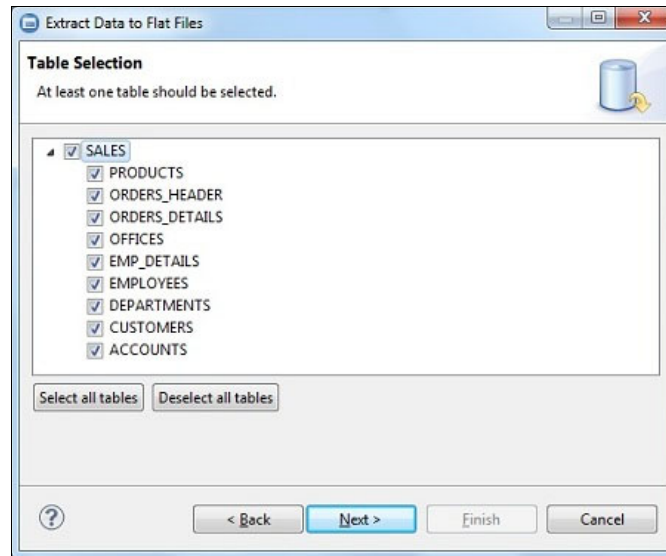 Extract Data to Flat Files
Table Selection
At least one table should be selected.
SALES
PRODUCTS
ORDERS_HEADER
ORDERS_DETAILS
OFFICES
EMP_DETAILS
EMPLOYEES
DEPARTMENTS
CUSTOMERS
ACCOUNTS
Select all tables Deselect all tables
? < Back Next > Finish Cancel